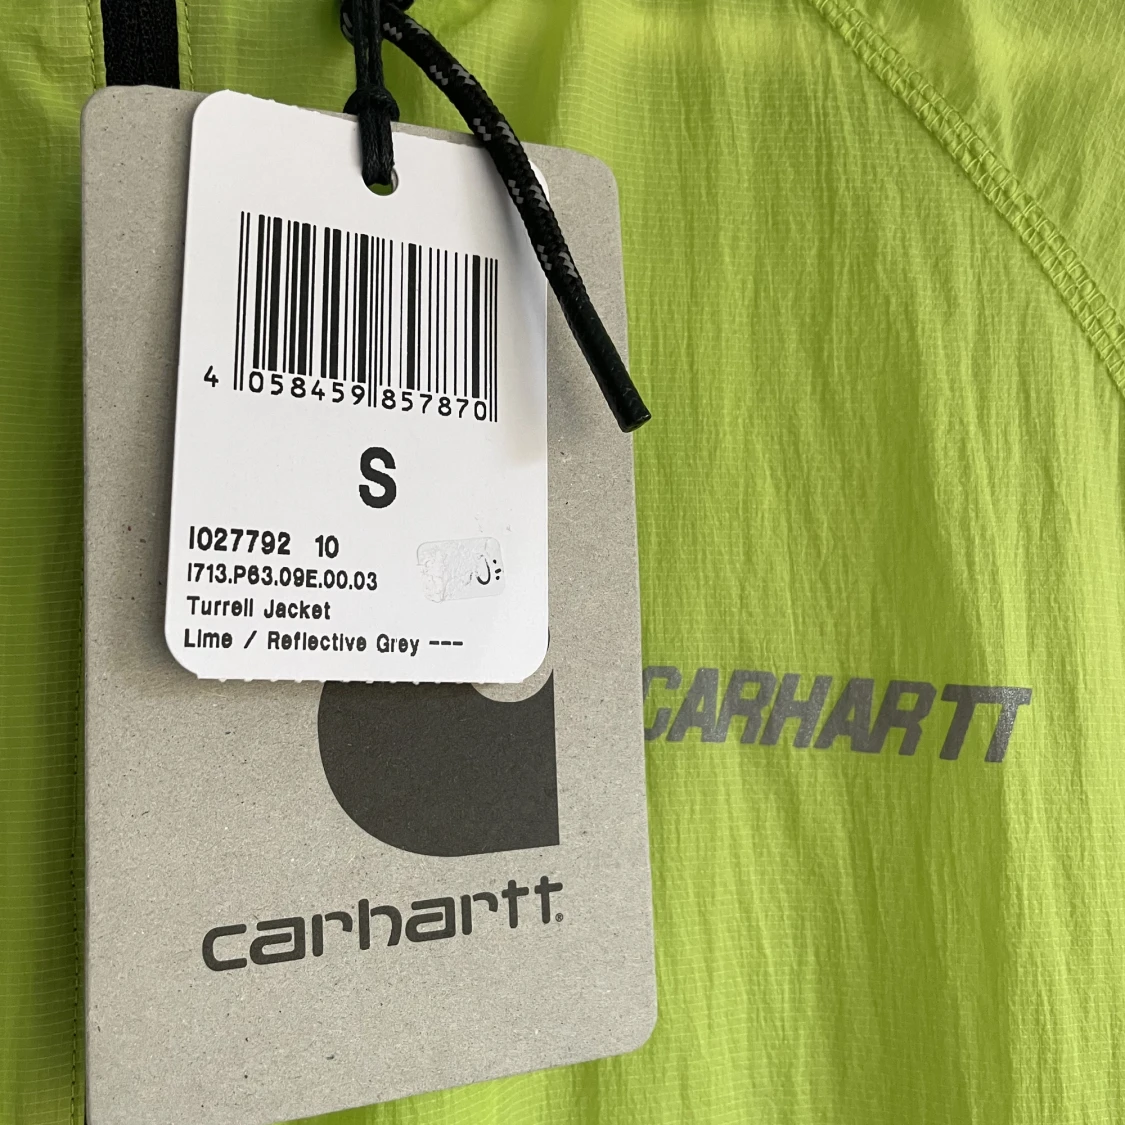 4 058459 857870
S
I027792 10
I713.P63.09E.00.03
Turrell Jacket
Lime / Reflective Grey ---
carhartt®
CARHARTT